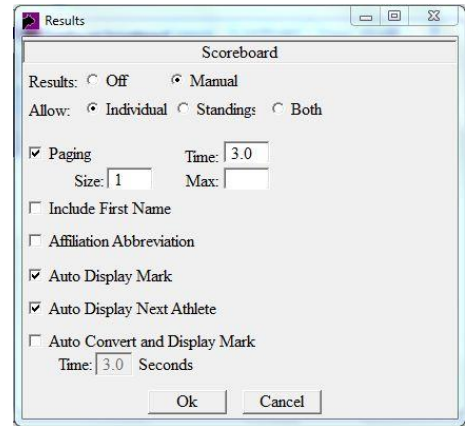 Results
Scoreboard
Results: Off Manual
Allow: Individual Standings Both
Paging Time: 3.0
Size: 1 Max:
Include First Name
Affiliation Abbreviation
Auto Display Mark
Auto Display Next Athlete
Auto Convert and Display Mark
Time: 3.0 Seconds
Ok Cancel